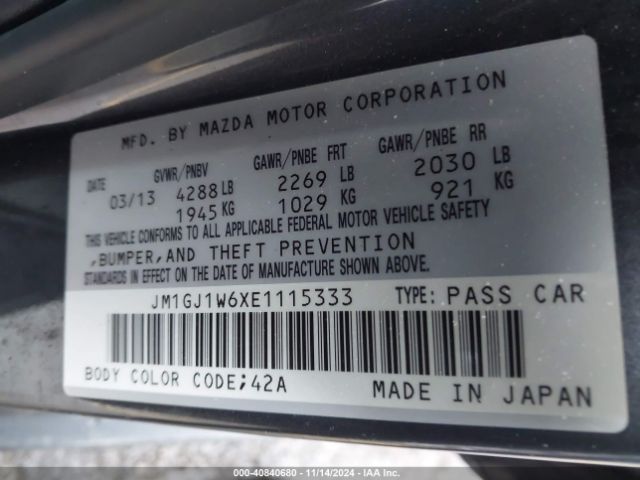 MFD. BY MAZDA MOTOR CORPORATION
DATE GVWR/PNBV GAWR/PNBE FRT GAWR/PNBE RR
03/13 4288 LB 2269 LB 2030 LB
1945 KG 1029 KG 921 KG
THIS VEHICLE CONFORMS TO ALL APPLICABLE FEDERAL MOTOR VEHICLE SAFETY
,BUMPER,AND THEFT PREVENTION
STANDARDS IN EFFECT ON THE DATE OF MANUFACTURE SHOWN ABOVE.
JM1GJ1W6XE1115333 TYPE: PASS CAR
BODY COLOR CODE;42A MADE IN JAPAN
000-40840680 - 11/14/2024 - IAA Inc.